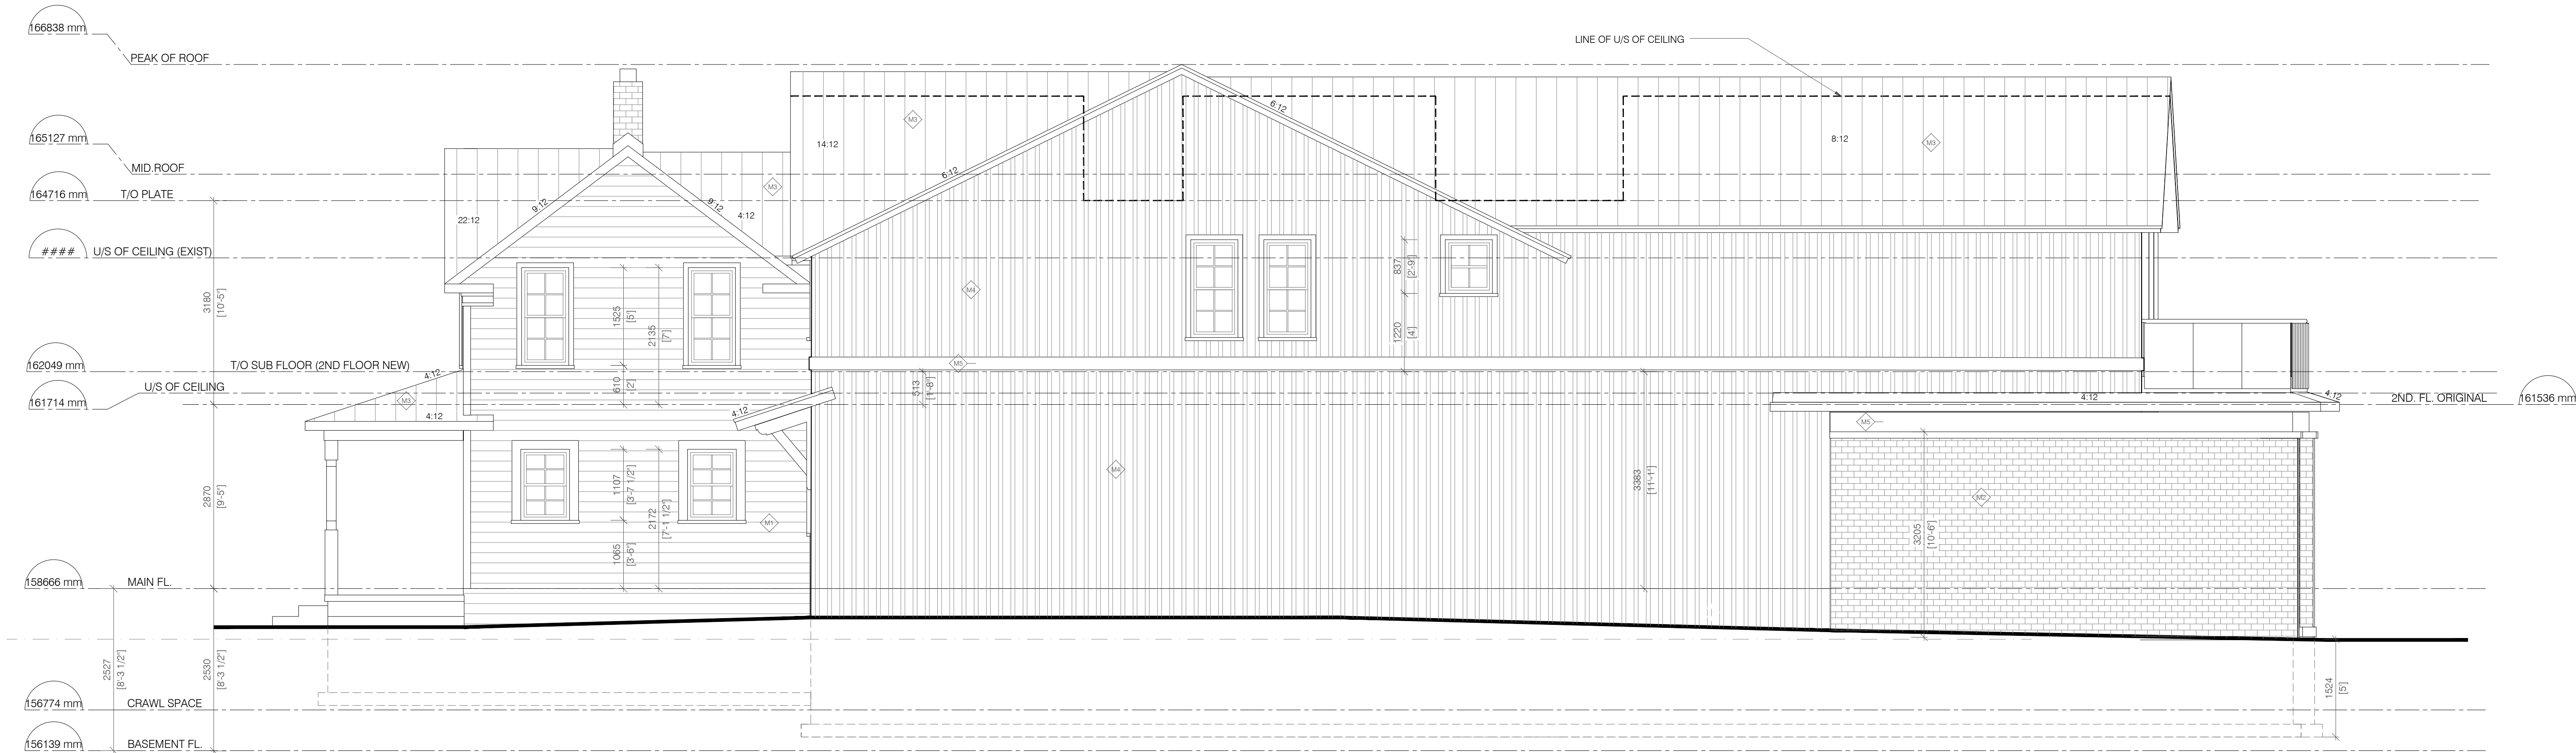 166838 mm
PEAK OF ROOF
LINE OF U/S OF CEILING
165127 mm
MID.ROOF
164716 mm
T/O PLATE
####
U/S OF CEILING (EXIST)
162049 mm
T/O SUB FLOOR (2ND FLOOR NEW)
161714 mm
U/S OF CEILING
2ND. FL. ORIGINAL
161536 mm
158666 mm
MAIN FL.
156774 mm
CRAWL SPACE
156139 mm
BASEMENT FL.
3180
[10'-5"]
2870
[9'-5"]
2527
[8'-3 1/2"]
2530
[8'-3 1/2"]
22:12
9:12
9:12
4:12
M3
14:12
M3
6:12
6:12
8:12
M3
4:12
M3
4:12
1525
[5']
2135
[7']
610
[2']
4:12
1107
[3'-7 1/2"]
2172
[7'-1 1/2"]
1065
[3'-6"]
M1
M4
M5
513
[1'-8"]
M4
837
[2'-9"]
1220
[4']
3383
[11'-1"]
4:12
4:12
M5
M2
3205
[10'-6"]
1524
[5']